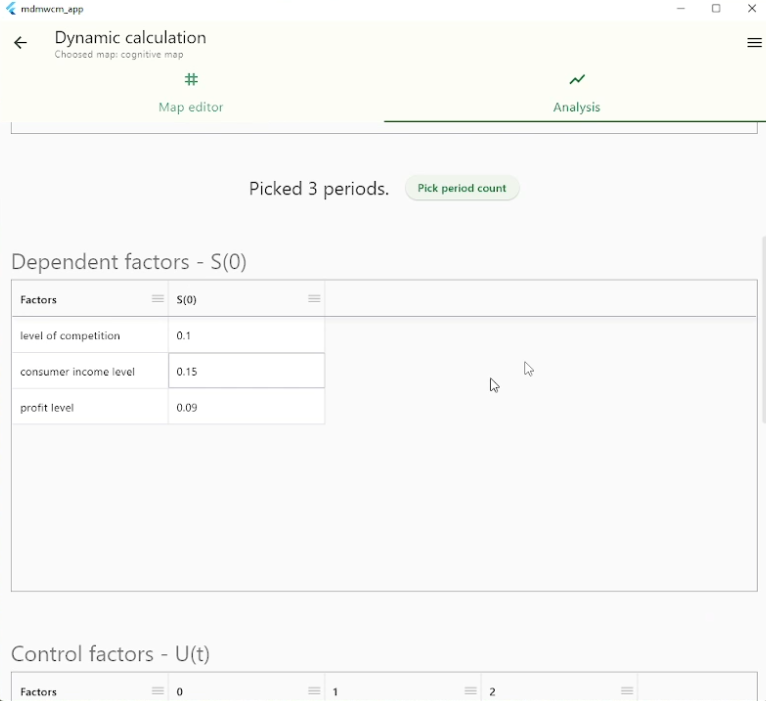 mdmwcm_app
Dynamic calculation
Choosed map: cognitive map
Map editor
Analysis
Picked 3 periods.
Pick period count
Dependent factors - S(0)
Factors S(0)
level of competition 0.1
consumer income level 0.15
profit level 0.09
Control factors - U(t)
Factors 0 1 2